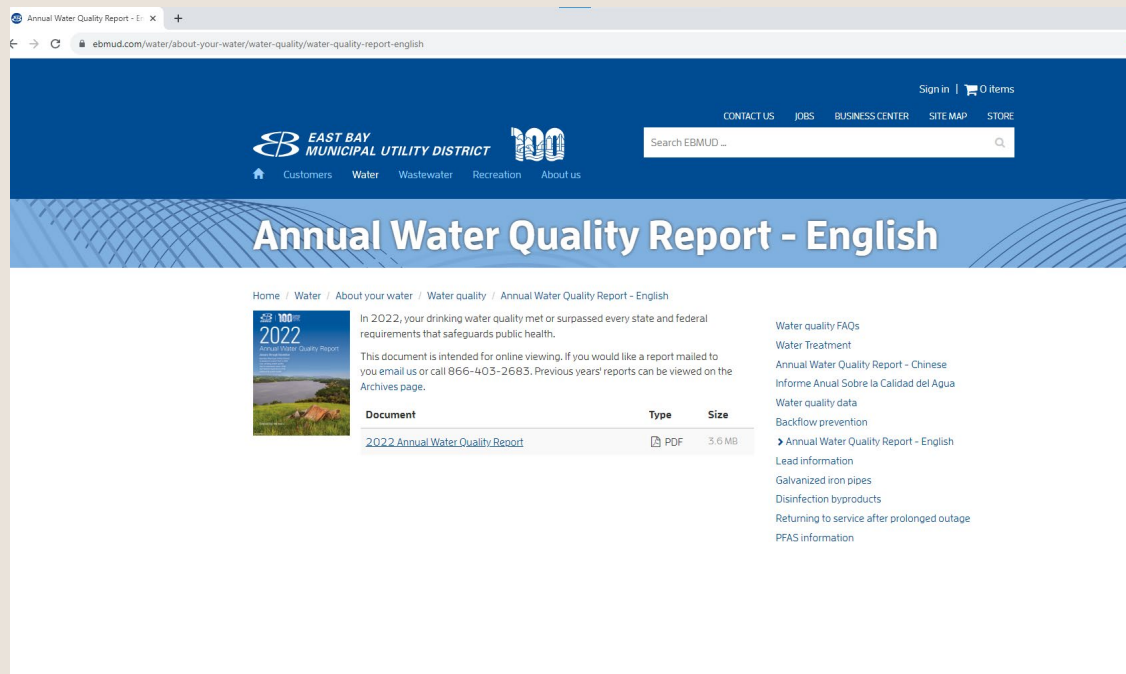 Annual Water Quality Report - En
ebmud.com/water/about-your-water/water-quality/water-quality-report-english
Sign in | 0 items
CONTACT US JOBS BUSINESS CENTER SITE MAP STORE
EAST BAY
MUNICIPAL UTILITY DISTRICT
100
Search EBMUD ...
Customers Water Wastewater Recreation About us
Annual Water Quality Report - English
Home / Water / About your water / Water quality / Annual Water Quality Report - English
100
2022
Annual Water Quality Report
In 2022, your drinking water quality met or surpassed every state and federal
requirements that safeguards public health.
This document is intended for online viewing. If you would like a report mailed to
you email us or call 866-403-2683. Previous years' reports can be viewed on the
Archives page.
Document Type Size
2022 Annual Water Quality Report PDF 3.6 MB
Water quality FAQs
Water Treatment
Annual Water Quality Report - Chinese
Informe Anual Sobre la Calidad del Agua
Water quality data
Backflow prevention
Annual Water Quality Report - English
Lead information
Galvanized iron pipes
Disinfection byproducts
Returning to service after prolonged outage
PFAS information